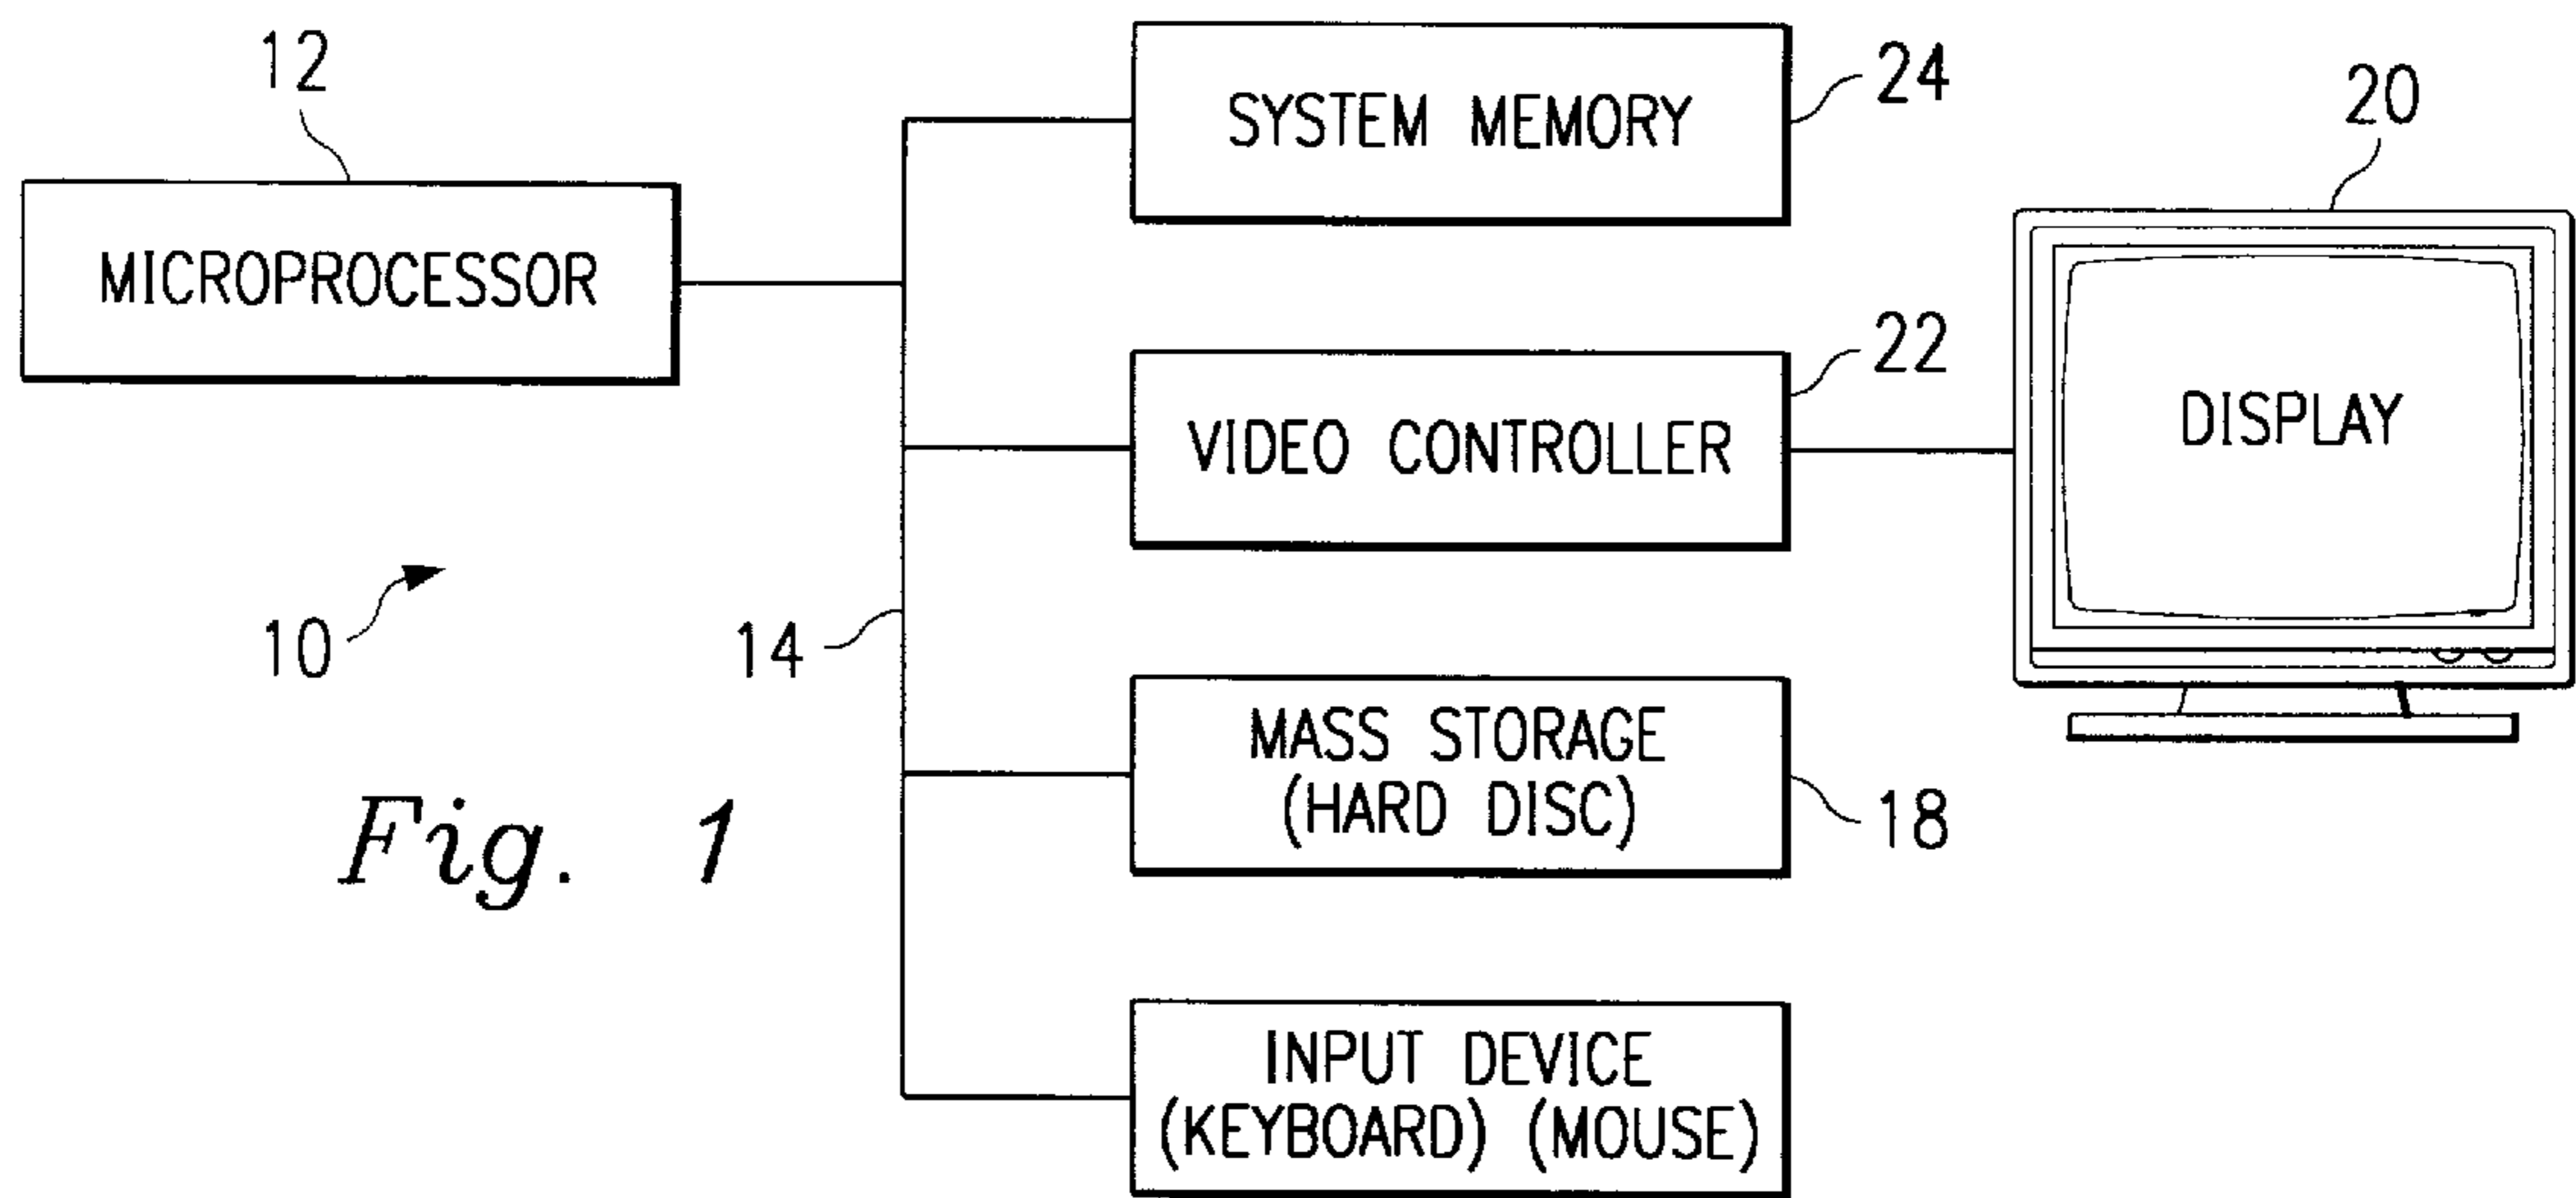 12
MICROPROCESSOR
SYSTEM MEMORY
24
20
VIDEO CONTROLLER
22
DISPLAY
10
14
MASS STORAGE
(HARD DISC)
18
INPUT DEVICE
(KEYBOARD) (MOUSE)
Fig. 1